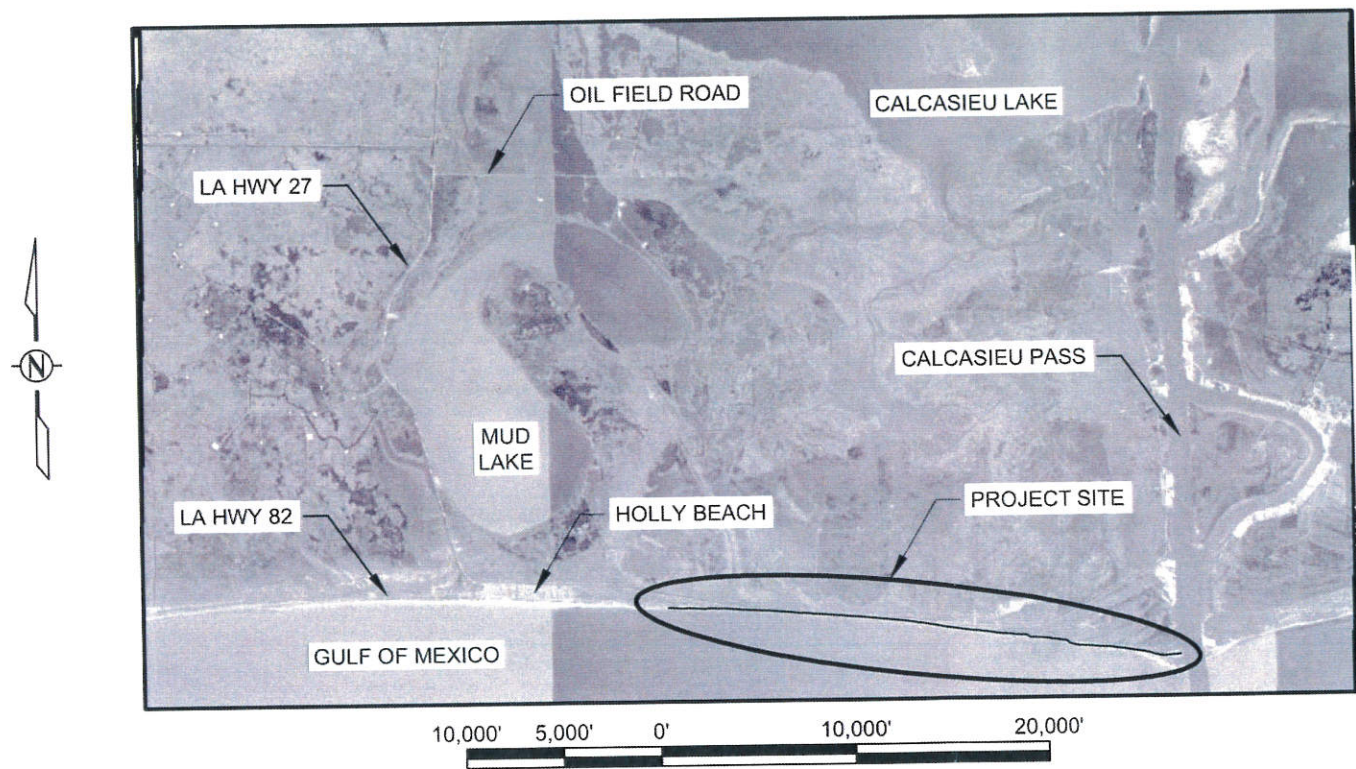 OIL FIELD ROAD
CALCASIEU LAKE
LA HWY 27
N
CALCASIEU PASS
MUD
LAKE
PROJECT SITE
LA HWY 82
HOLLY BEACH
GULF OF MEXICO
10,000' 5,000' 0' 10,000' 20,000'